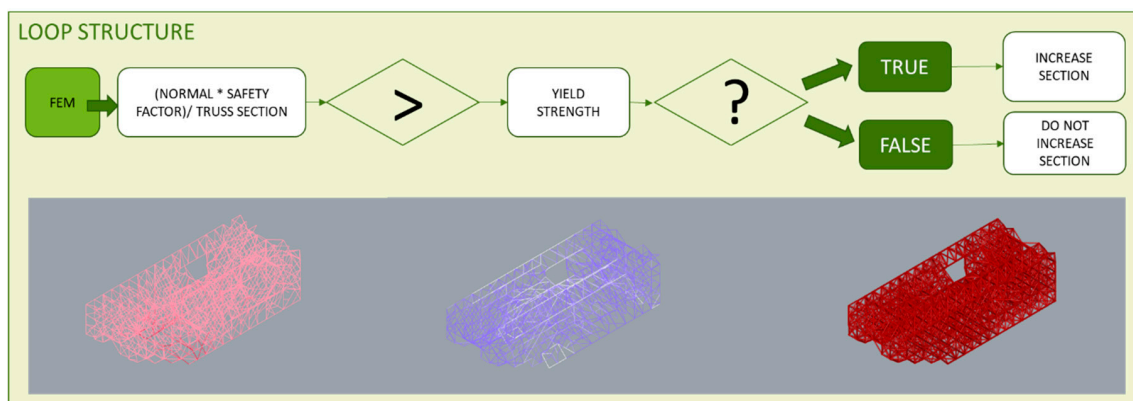 LOOP STRUCTURE
FEM
(NORMAL * SAFETY
FACTOR)/ TRUSS SECTION
>
YIELD
STRENGTH
?
TRUE
INCREASE
SECTION
FALSE
DO NOT
INCREASE
SECTION